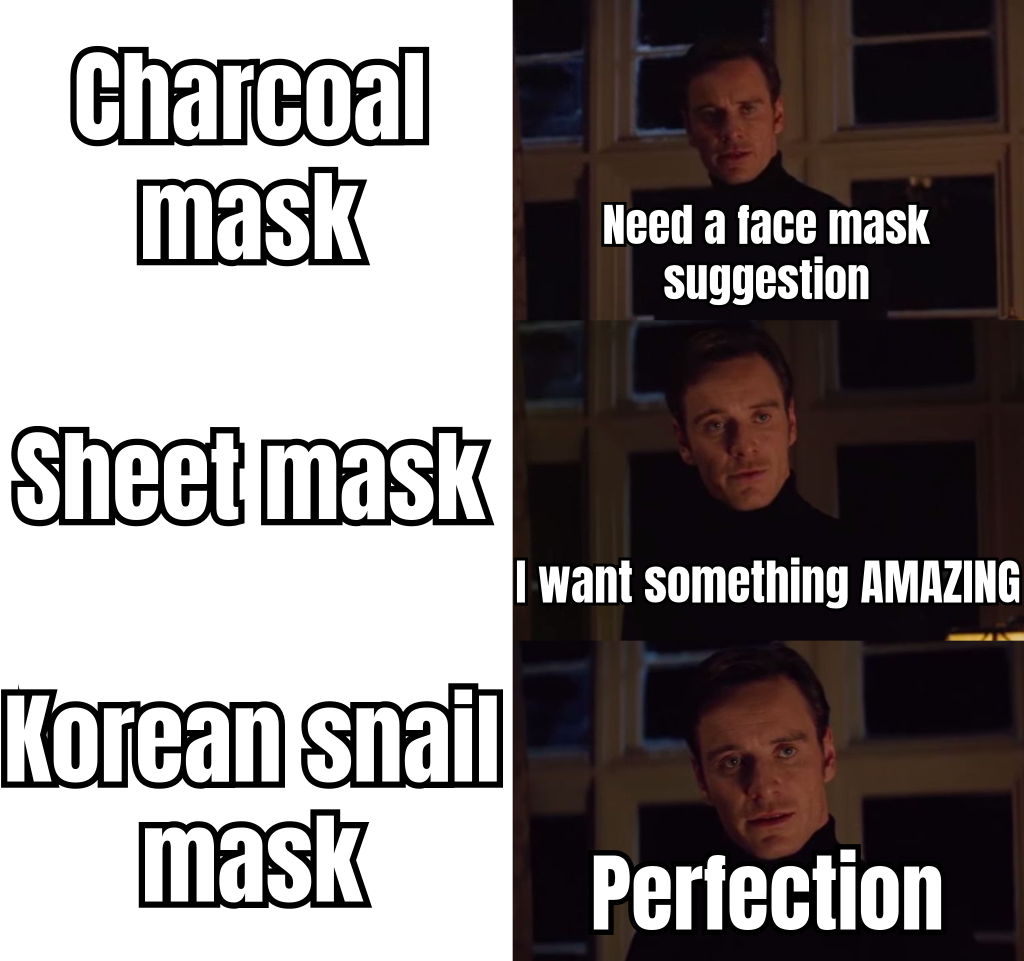 Charcoal
mask
Need a face mask
suggestion
Sheet mask
I want something AMAZING
Korean snail
mask
Perfection